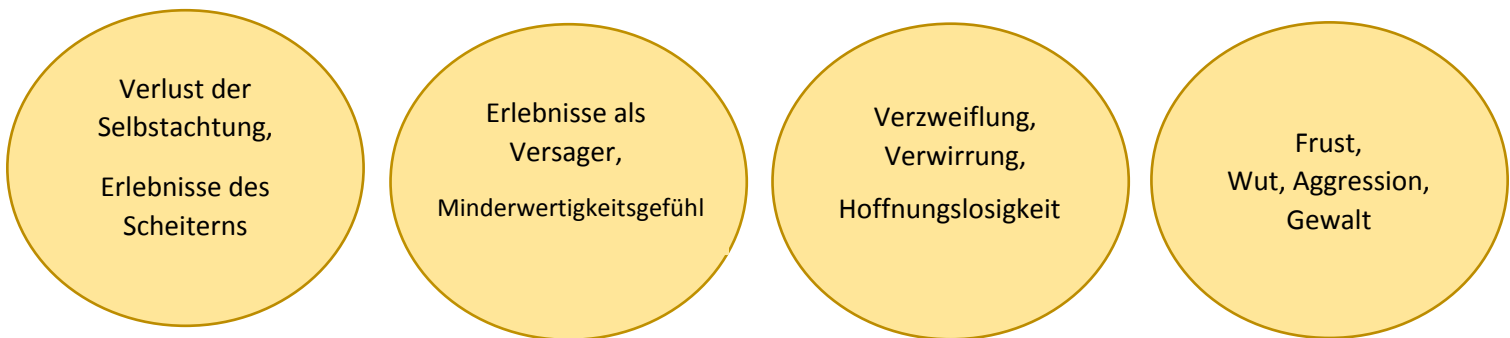 Verlust der
Selbstachtung,
Erlebnisse des
Scheiterns
Erlebnisse als
Versager,
Minderwertigkeitsgefühl
Verzweiflung,
Verwirrung,
Hoffnungslosigkeit
Frust,
Wut, Aggression,
Gewalt